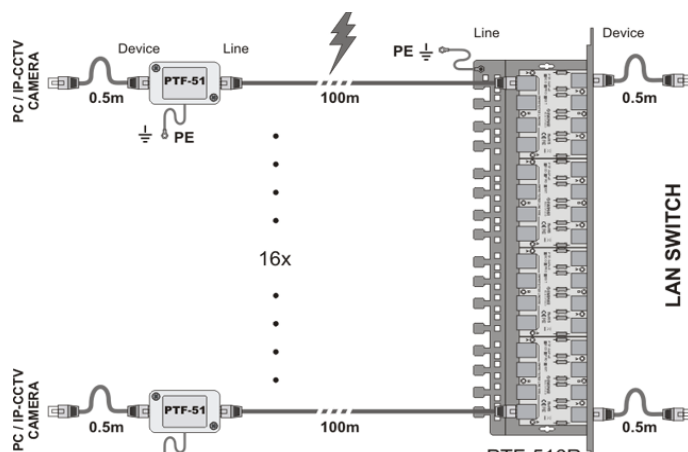 Device
Line
PE
Line
Device
PC / IP-CCTV
CAMERA
0.5m
PTF-51
PE
100m
0.5m
16x
LAN SWITCH
PC / IP-CCTV
CAMERA
0.5m
PTF-51
100m
0.5m